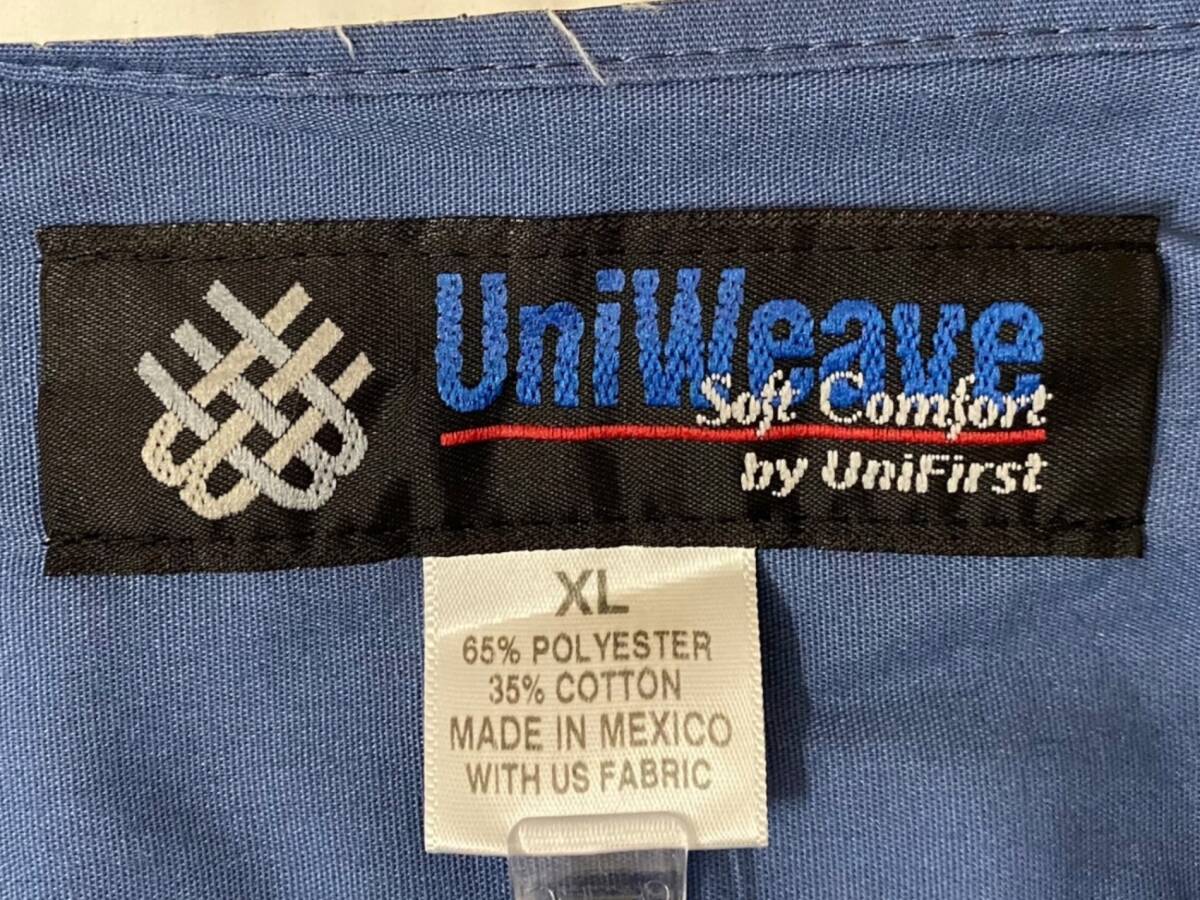 UniWeave
Soft Comfort
by UniFirst
XL
65% POLYESTER
35% COTTON
MADE IN MEXICO
WITH US FABRIC